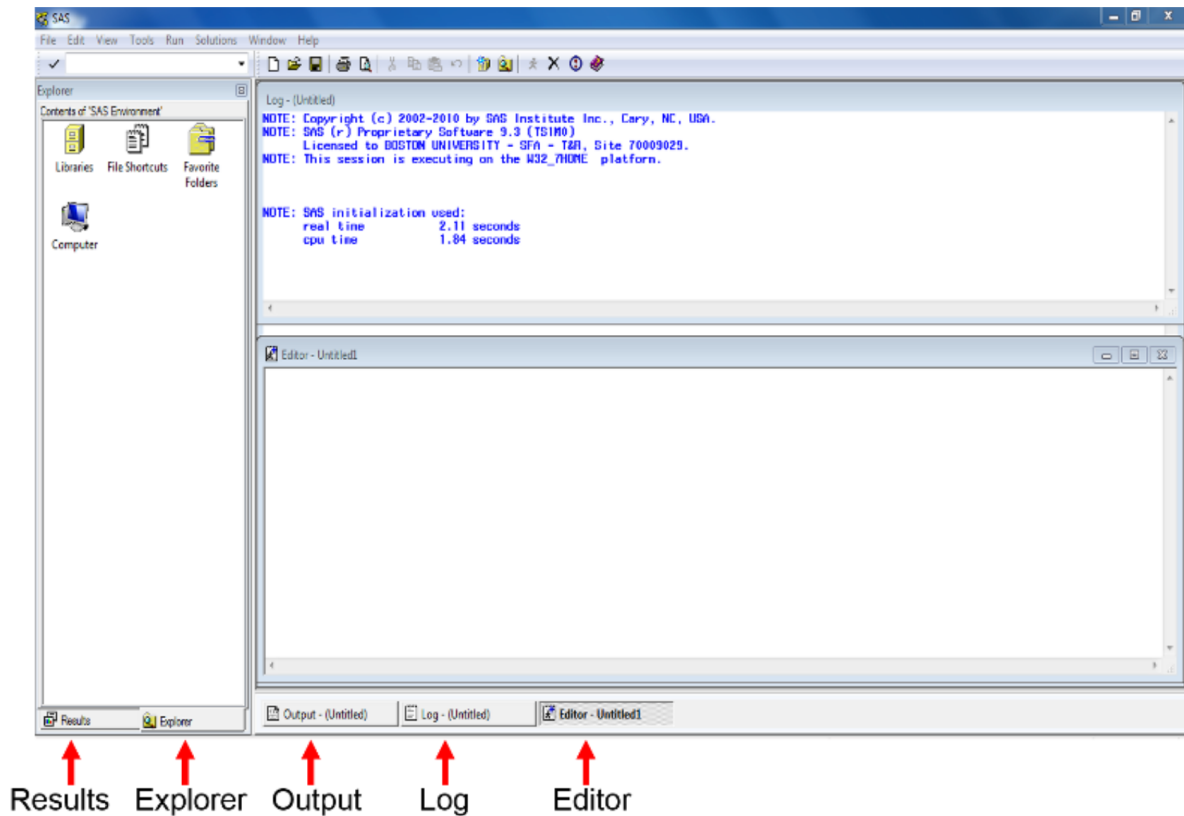 SAS
File Edit View Tools Run Solutions Window Help
Explorer
Contents of 'SAS Environment'
Libraries
File Shortcuts
Favorite
Folders
Computer
Log - (Untitled)
NOTE: Copyright (c) 2002-2010 by SAS Institute Inc., Cary, NC, USA.
NOTE: SAS (r) Proprietary Software 9.3 (TS1M0)
Licensed to BOSTON UNIVERSITY - SFA - T&R, Site 70009029.
NOTE: This session is executing on the W32_7HOME platform.
NOTE: SAS initialization used:
real time 2.11 seconds
cpu time 1.84 seconds
Editor - Untitled1
Results
Explorer
Output - (Untitled)
Log - (Untitled)
Editor - Untitled1
Results Explorer Output Log Editor